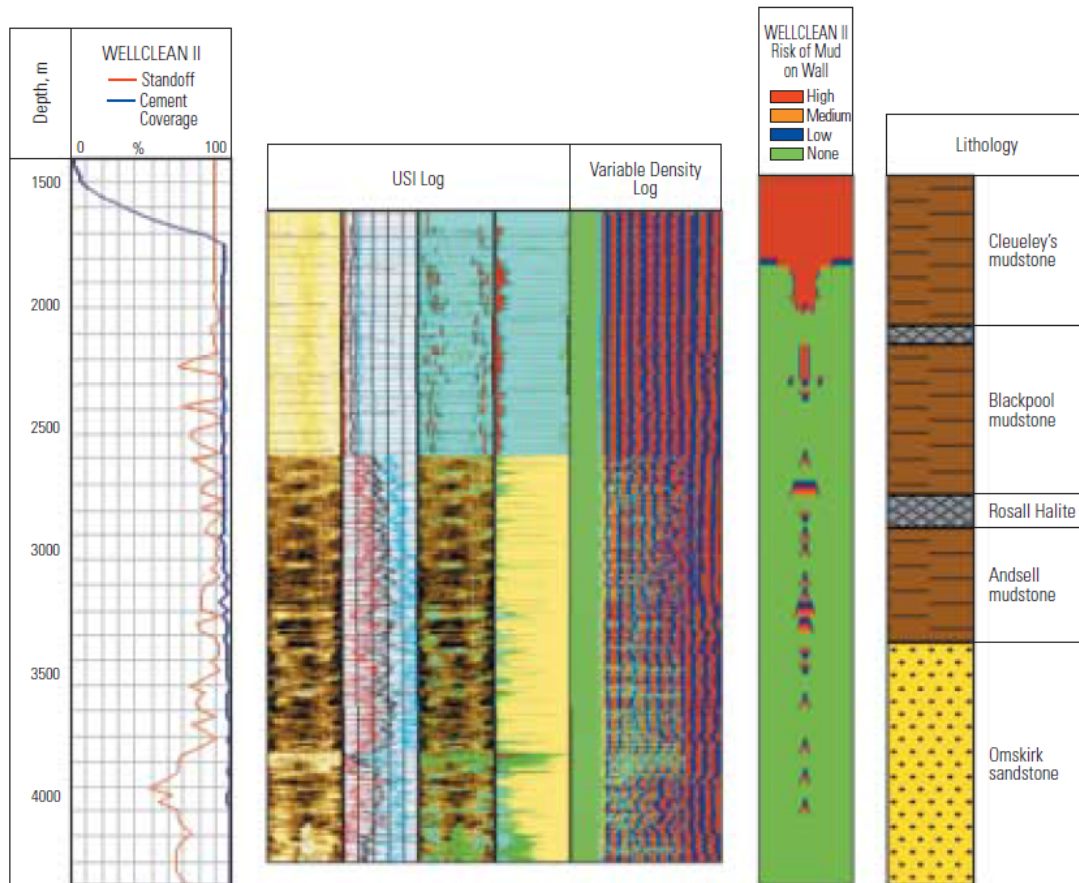 Depth, m
WELLCLEAN II
Standoff
Cement
Coverage
0 % 100
1500
2000
2500
3000
3500
4000
USI Log
Variable Density
Log
WELLCLEAN II
Risk of Mud
on Wall
High
Medium
Low
None
Lithology
Cleueley's
mudstone
Blackpool
mudstone
Rosall Halite
Andsell
mudstone
Omskirk
sandstone